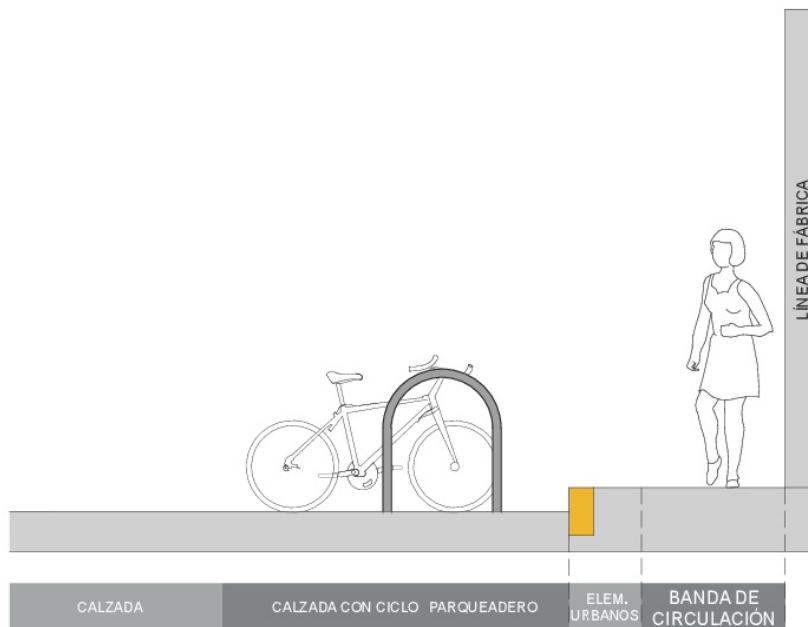 LÍNEA DE FÁBRICA
CALZADA
CALZADA CON CICLO PARQUEADERO
ELEM.
URBANOS
BANDA DE
CIRCULACIÓN